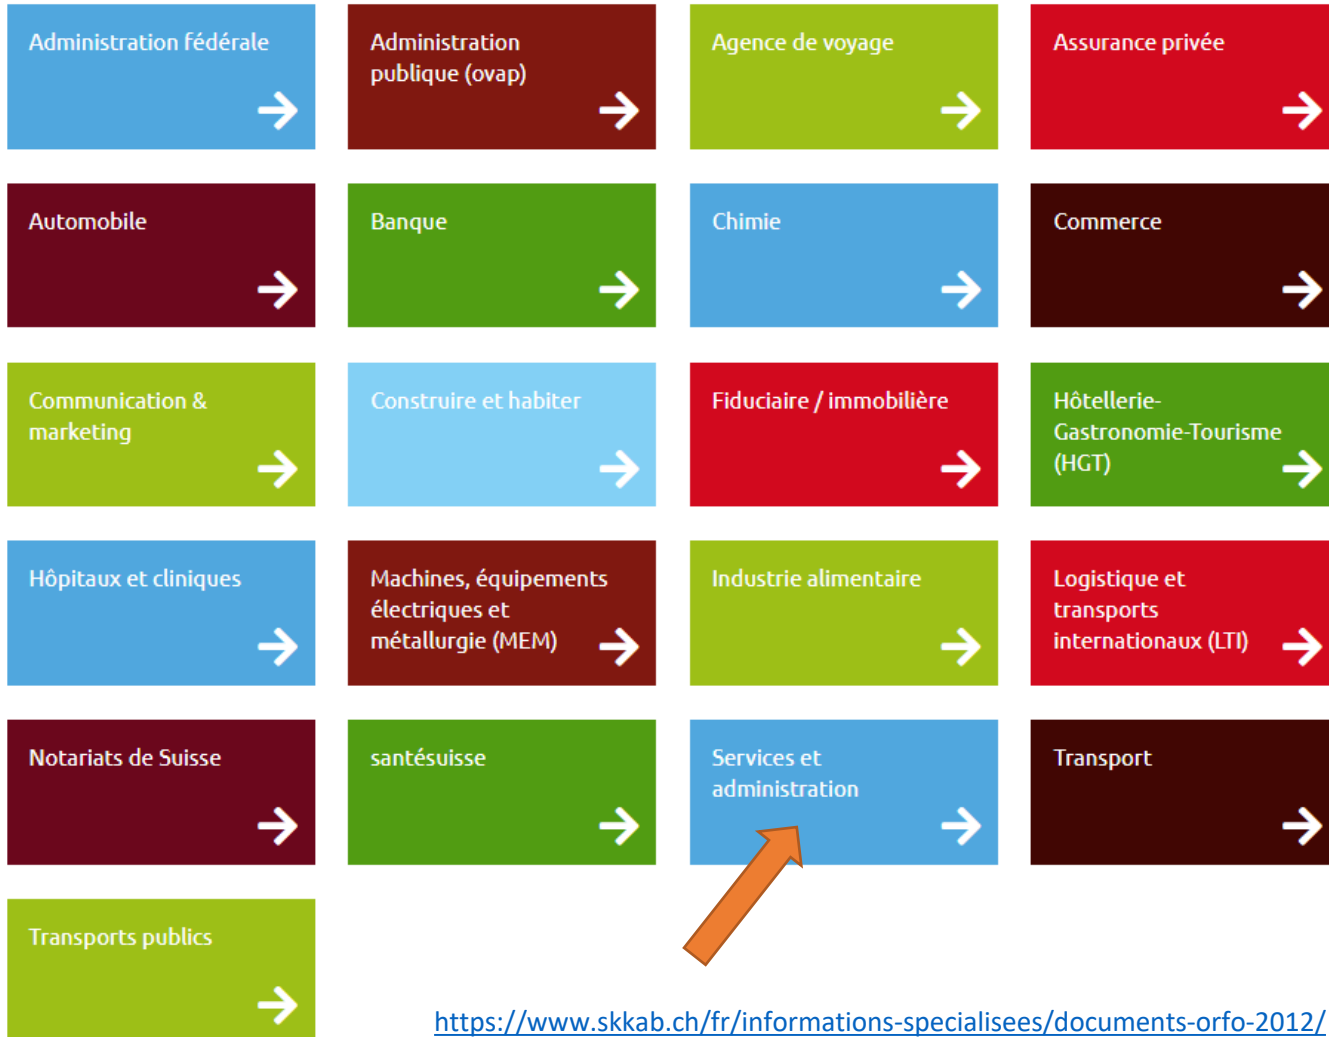 Administration fédérale
Administration
publique (ovap)
Agence de voyage
Assurance privée
Automobile
Banque
Chimie
Commerce
Communication &
marketing
Construire et habiter
Fiduciaire / immobilière
Hôtellerie-
Gastronomie-Tourisme
(HGT)
Hôpitaux et cliniques
Machines, équipements
électriques et
métallurgie (MEM)
Industrie alimentaire
Logistique et
transports
internationaux (LTI)
Notariats de Suisse
santésuisse
Services et
administration
Transport
Transports publics
https://www.skkab.ch/fr/informations-specialisees/documents-orfo-2012/